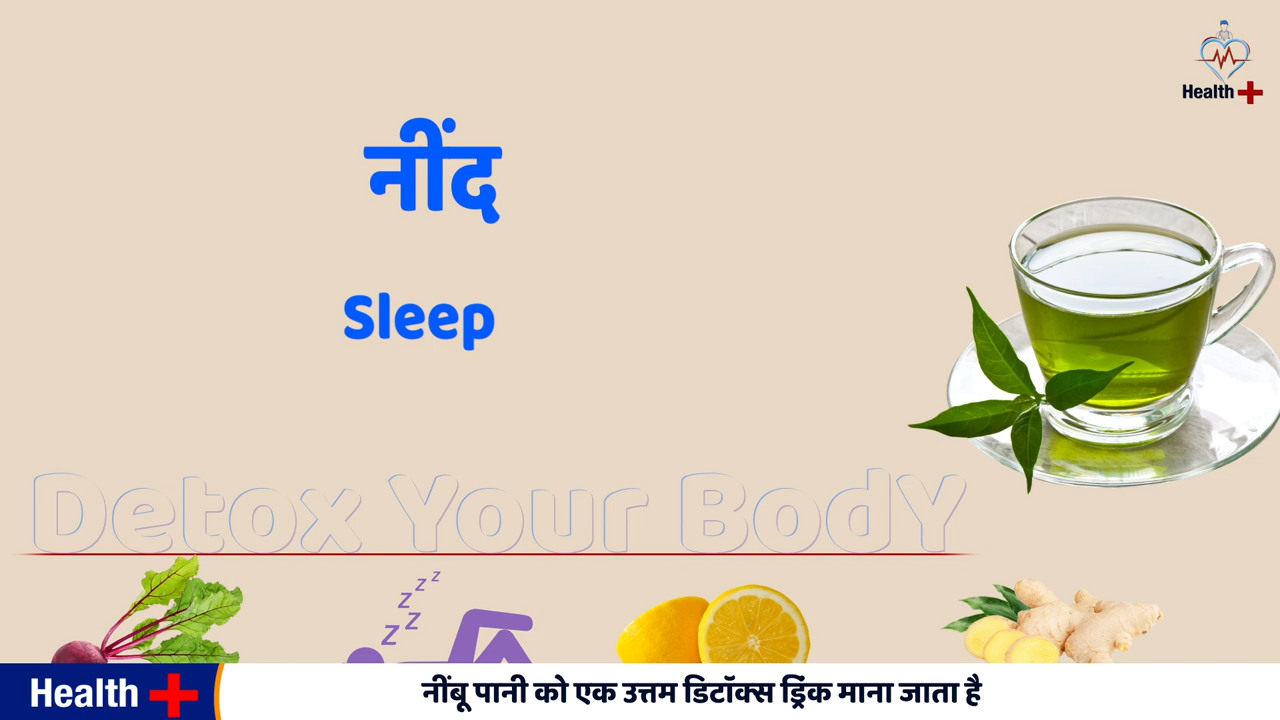 Health
नींद
Sleep
Detox Your BodY
z z z z z
Health
नींबू पानी को एक उत्तम डिटॉक्स ड्रिंक माना जाता है